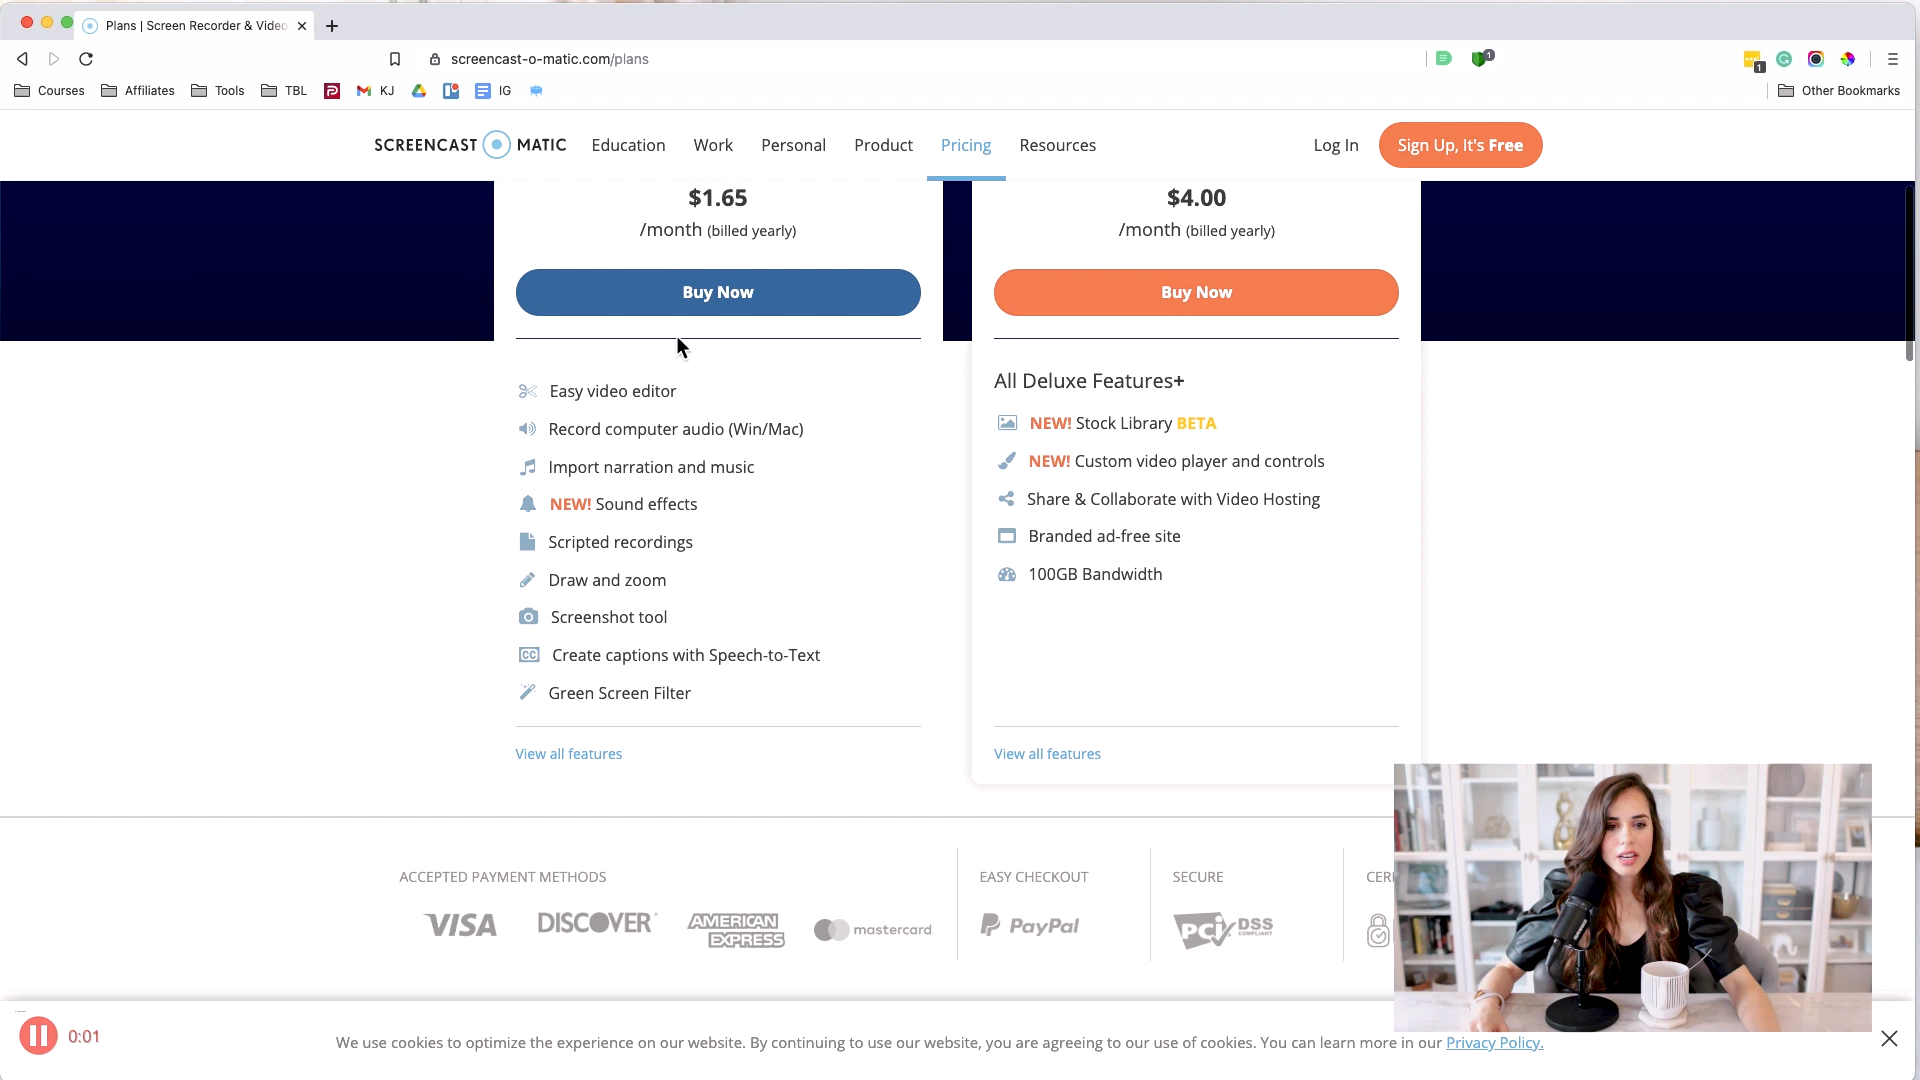 Plans | Screen Recorder & Video
screencast-o-matic.com/plans
1
1
Courses
Affiliates
Tools
TBL
KJ
IG
Other Bookmarks
SCREENCAST MATIC
Education
Work
Personal
Product
Pricing
Resources
Log In
Sign Up, It's Free
$1.65
/month (billed yearly)
Buy Now
Easy video editor
Record computer audio (Win/Mac)
Import narration and music
NEW! Sound effects
Scripted recordings
Draw and zoom
Screenshot tool
CC Create captions with Speech-to-Text
Green Screen Filter
View all features
$4.00
/month (billed yearly)
Buy Now
All Deluxe Features+
NEW! Stock Library BETA
NEW! Custom video player and controls
Share & Collaborate with Video Hosting
Branded ad-free site
100GB Bandwidth
View all features
ACCEPTED PAYMENT METHODS
VISA
DISCOVER
AMERICAN
EXPRESS
mastercard
EASY CHECKOUT
PayPal
SECURE
PCI DSS
COMPLIANT
CERI
0:01
We use cookies to optimize the experience on our website. By continuing to use our website, you are agreeing to our use of cookies. You can learn more in our Privacy Policy.